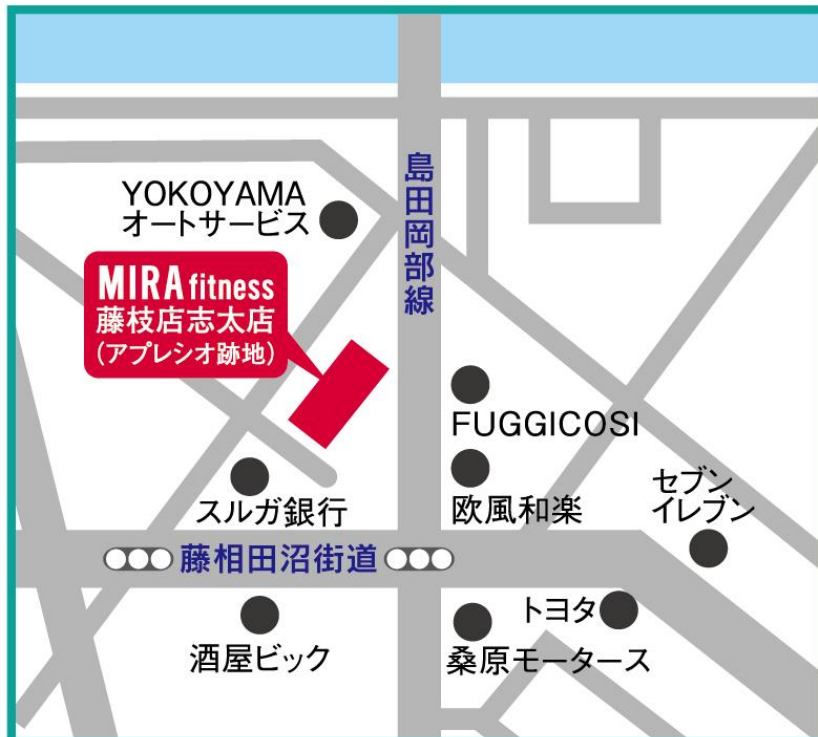 島田岡部線
YOKOYAMA
オートサービス
MIRA fitness
藤枝店志太店
(アプレシオ跡地)
FUGGICOSI
スルガ銀行
欧風和楽
セブン
イレブン
藤相田沼街道
酒屋ビック
トヨタ
桑原モータース